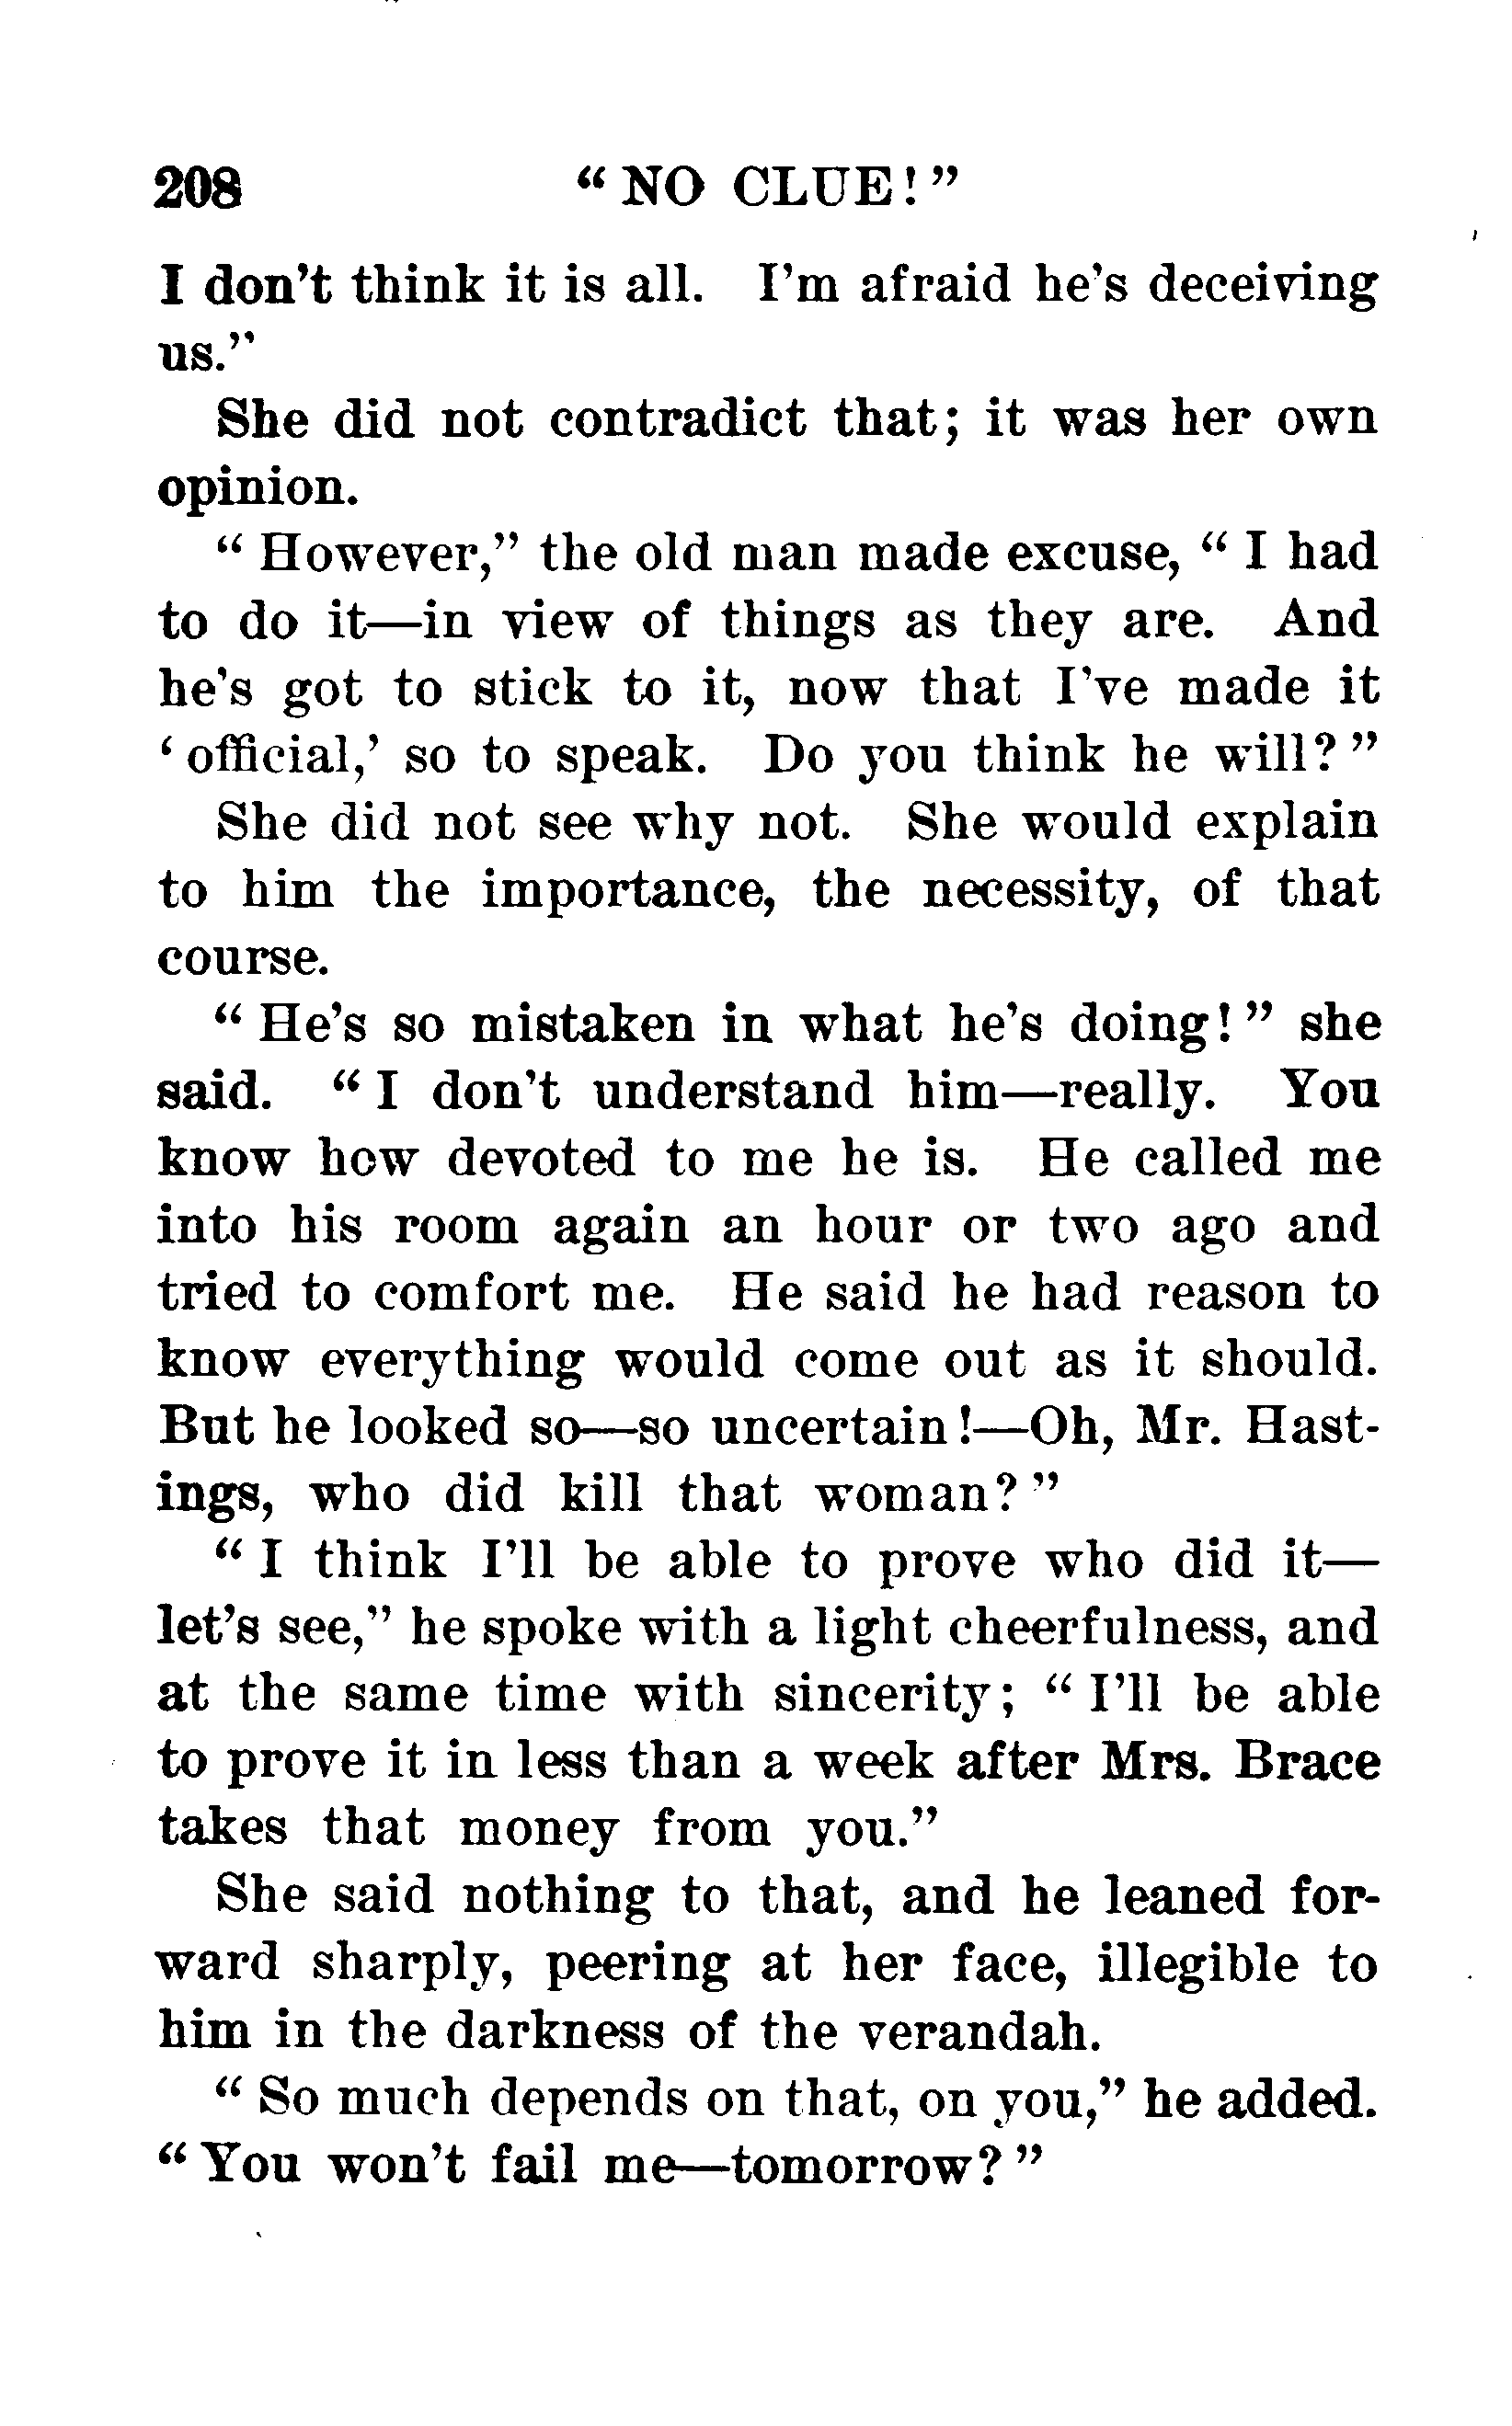 208 “NO CLUE!”
I don’t think it is all. I’m afraid he’s deceiving
us.”
She did not contradict that; it was her own
opinion.
“However,” the old man made excuse, “I had
to do it—in view of things as they are. And
he’s got to stick to it, now that I’ve made it
‘official,’ so to speak. Do you think he will?”
She did not see why not. She would explain
to him the importance, the necessity, of that
course.
“He’s so mistaken in what he’s doing!” she
said. “I don’t understand him—really. You
know how devoted to me he is. He called me
into his room again an hour or two ago and
tried to comfort me. He said he had reason to
know everything would come out as it should.
But he looked so—so uncertain!—Oh, Mr. Hast-
ings, who did kill that woman?”
“I think I’ll be able to prove who did it—
let’s see,” he spoke with a light cheerfulness, and
at the same time with sincerity; “I’ll be able
to prove it in less than a week after Mrs. Brace
takes that money from you.”
She said nothing to that, and he leaned for-
ward sharply, peering at her face, illegible to
him in the darkness of the verandah.
“So much depends on that, on you,” he added.
“You won’t fail me—tomorrow?”